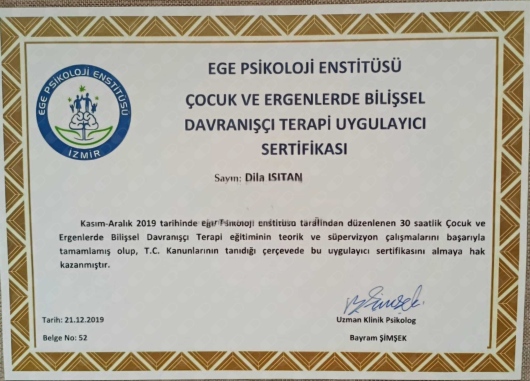 EGE PSİKOLOJİ ENSTİTÜSÜ
İZMİR
EGE PSİKOLOJİ ENSTİTÜSÜ
ÇOCUK VE ERGENLERDE BİLİŞSEL
DAVRANIŞÇI TERAPİ UYGULAYICI
SERTİFİKASI
Sayın: Dila ISITAN
Kasım-Aralık 2019 tarihinde Ege Psikoloji enstitüsü tarafından düzenlenen 30 saatlik Çocuk ve
Ergenlerde Bilişsel Davranışçı Terapi eğitiminin teorik ve süpervizyon çalışmalarını başarıyla
tamamlamış olup, T.C. Kanunlarının tanıdığı çerçevede bu uygulayıcı sertifikasını almaya hak
kazanmıştır.
Tarih: 21.12.2019
Uzman Klinik Psikolog
Belge No: 52
Bayram ŞİMŞEK